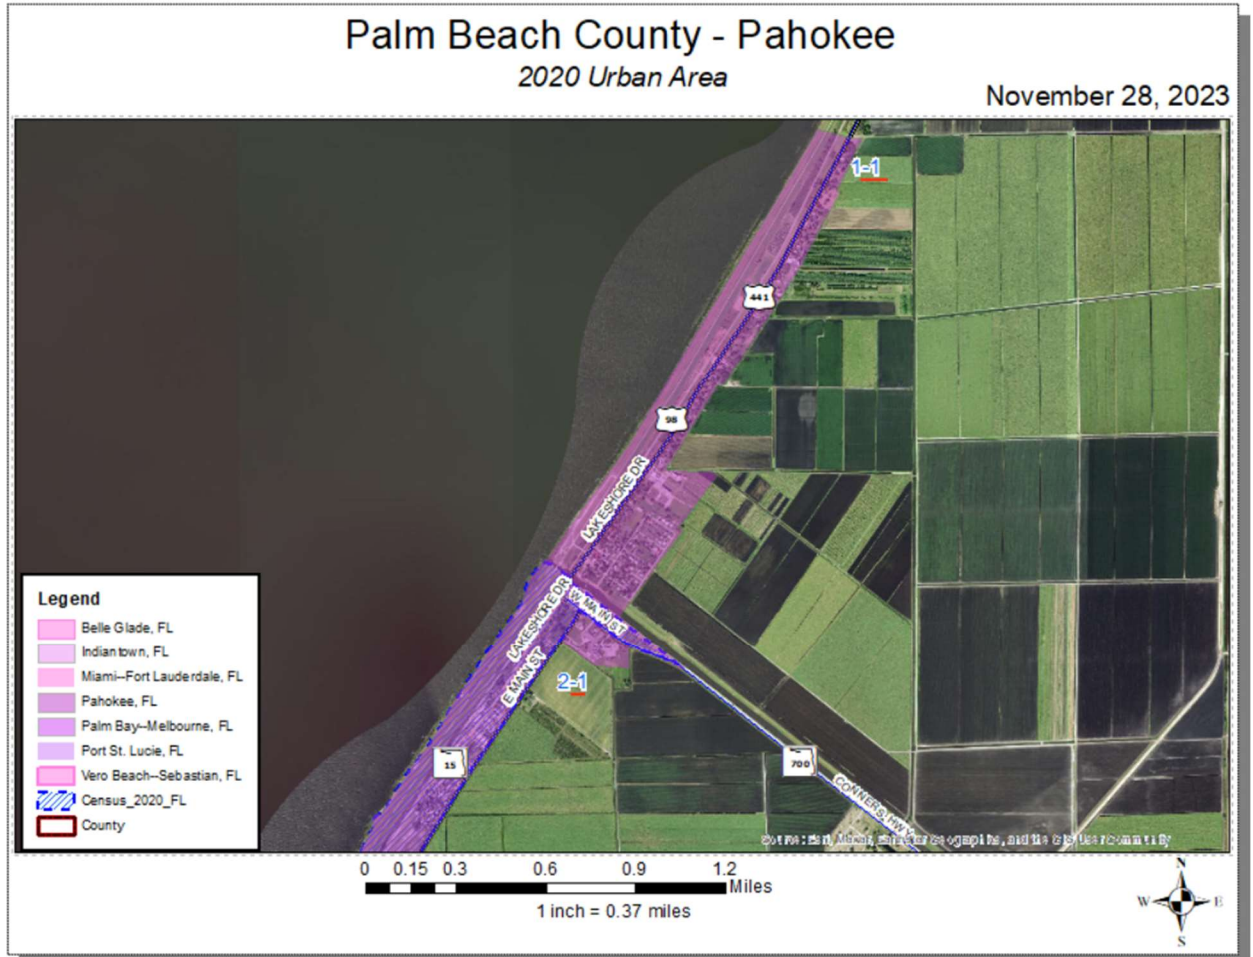 Palm Beach County - Pahokee
2020 Urban Area
November 28, 2023
1-1
441
98
LAKESHORE DR
LAKESHORE DR
W MAIN ST
E MAIN ST
2-1
15
700
CONNERS HWY
Legend
Belle Glade, FL
Indiantown, FL
Miami--Fort Lauderdale, FL
Pahokee, FL
Palm Bay--Melbourne, FL
Port St. Lucie, FL
Vero Beach--Sebastian, FL
Census_2020_FL
County
0 0.15 0.3 0.6 0.9 1.2
Miles
1 inch = 0.37 miles
N
W E
S